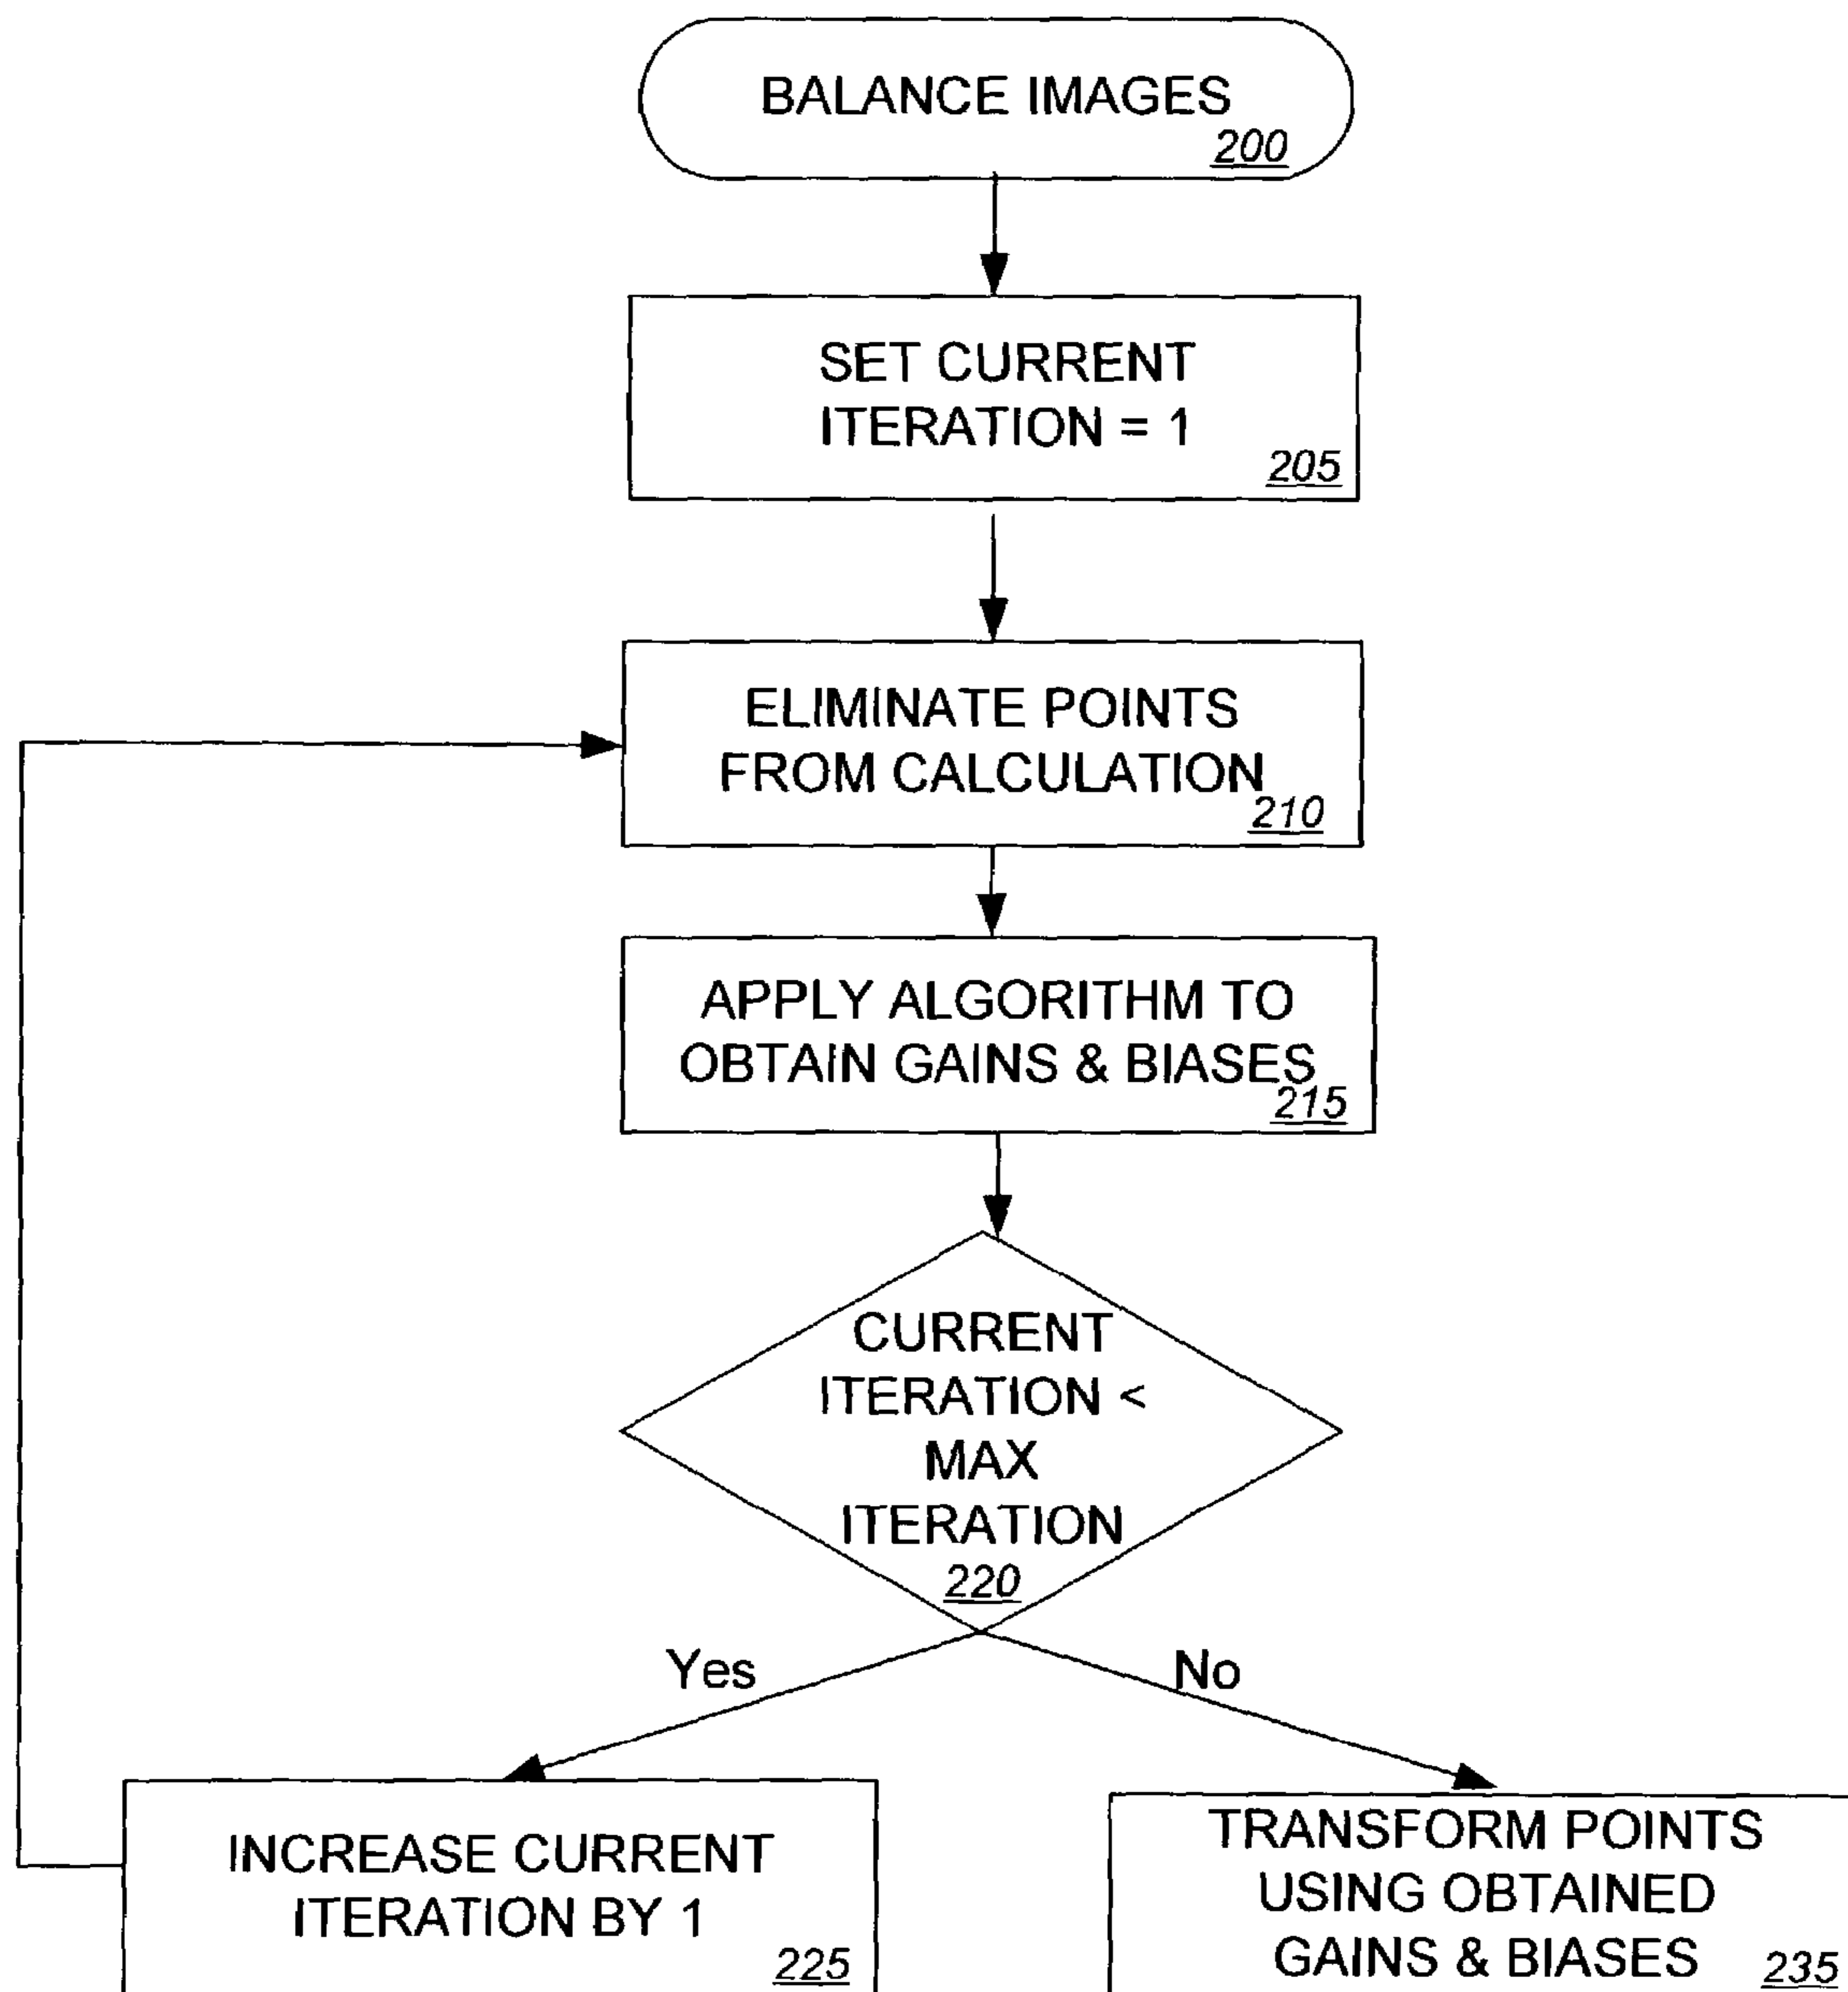 BALANCE IMAGES
200
SET CURRENT
ITERATION = 1
205
ELIMINATE POINTS
FROM CALCULATION
210
APPLY ALGORITHM TO
OBTAIN GAINS & BIASES
215
CURRENT
ITERATION <
MAX
ITERATION
220
Yes
No
INCREASE CURRENT
ITERATION BY 1
225
TRANSFORM POINTS
USING OBTAINED
GAINS & BIASES
235